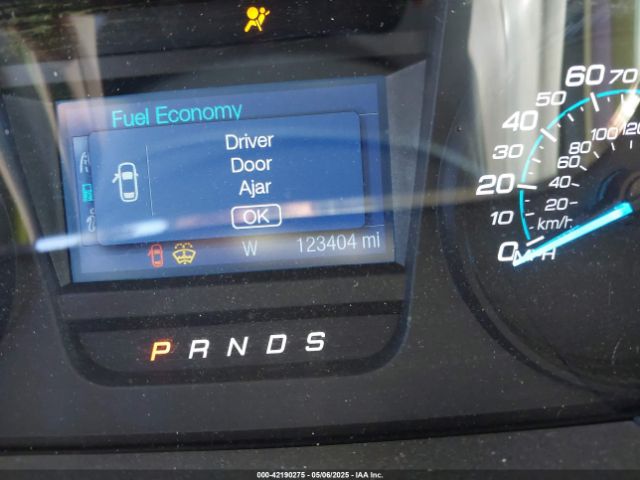 Fuel Economy
Driver
Door
Ajar
OK
W 123404 mi
P R N D S
0 10 20 30 40 50 60 70
20 40 60 80 100 120
km/h
MPH
000-42190275 - 05/06/2025 - IAA Inc.